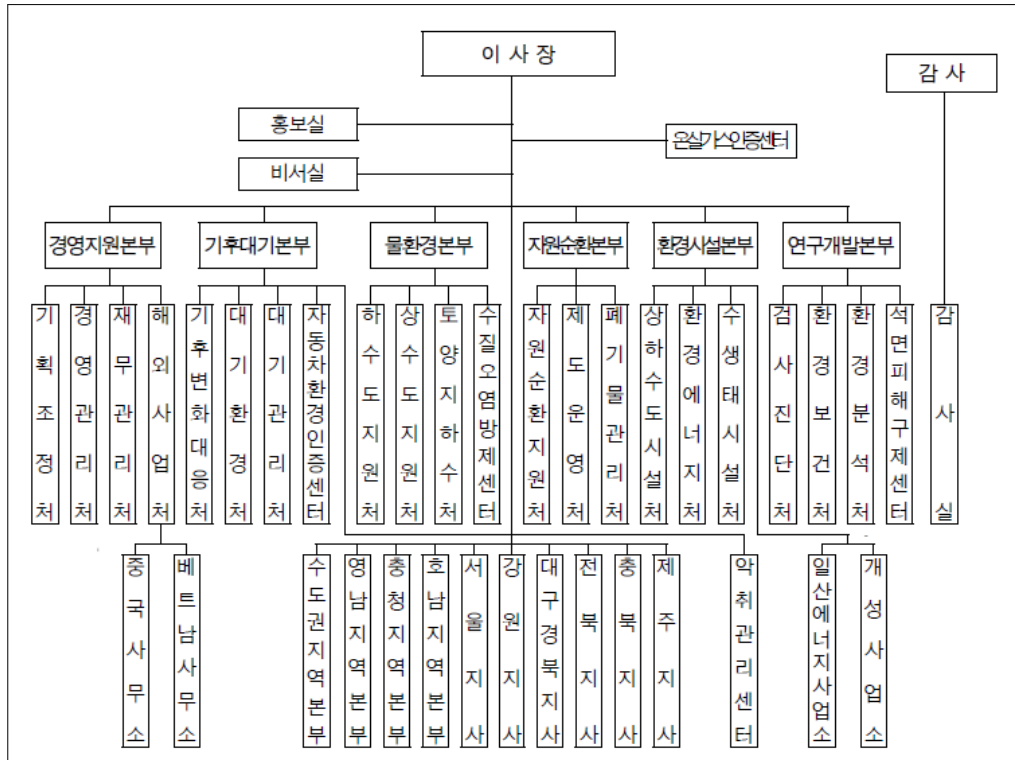 이 사 장
감 사
홍보실
온실가스인증센터
비서실
경영지원본부
기후대기본부
물환경본부
자원순환본부
환경시설본부
연구개발본부
기획조정처
경영관리처
재무관리처
해외사업처
기후변화대응처
대기환경처
대기관리처
자동차환경인증센터
하수도지원처
상수도지원처
토양지하수처
수질오염방제센터
자원순환지원처
제도운영처
폐기물관리처
상하수도시설처
환경에너지처
수생태시설처
검사진단처
환경보건처
환경분석처
석면피해구제센터
감사실
중국사무소
베트남사무소
수도권지역본부
영남지역본부
충청지역본부
호남지역본부
서울지사
강원지사
대구경북지사
전북지사
충북지사
제주지사
악취관리센터
일산에너지사업소
개성사업소